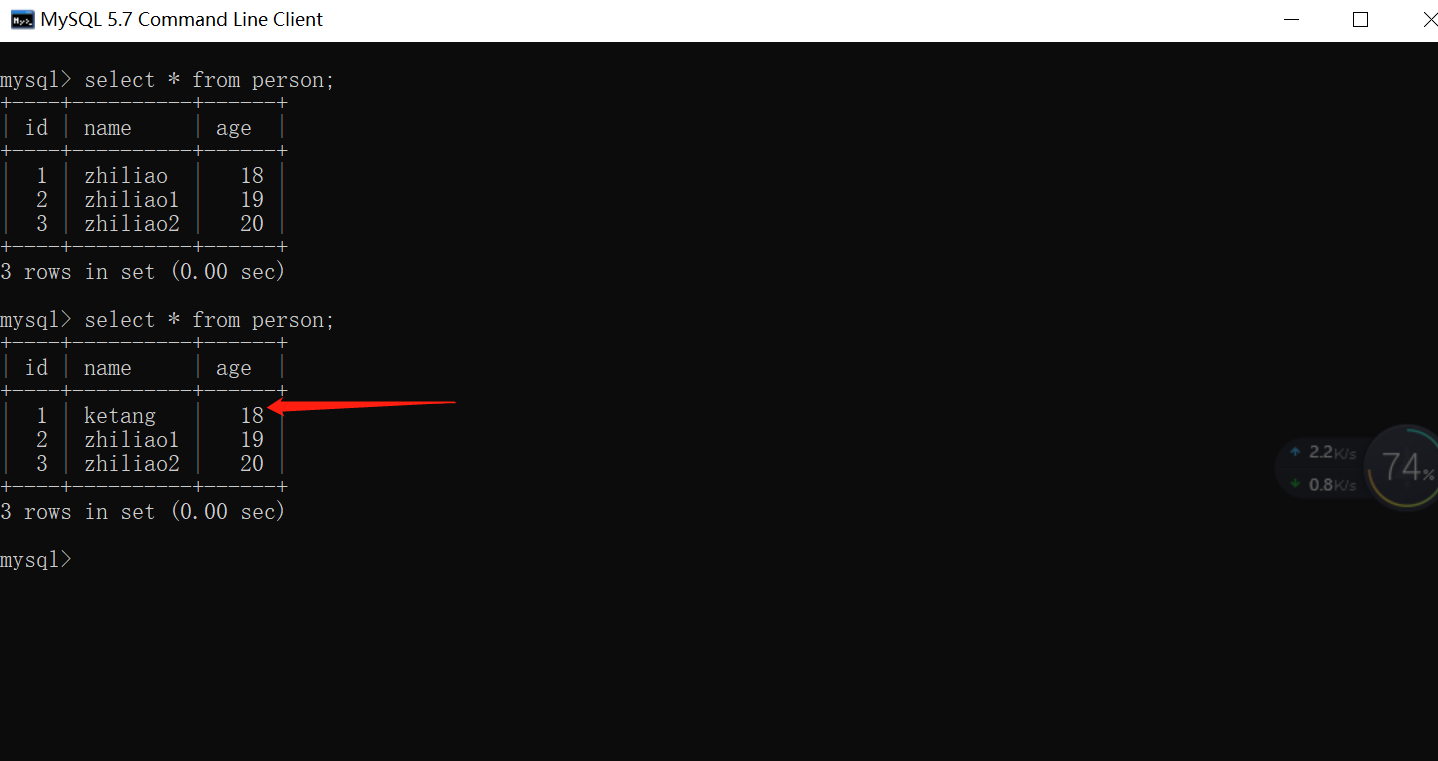 MySQL 5.7 Command Line Client
mysql> select * from person;
+----+----------+------+
| id | name     | age  |
+----+----------+------+
|  1 | zhiliao  |   18 |
|  2 | zhiliao1 |   19 |
|  3 | zhiliao2 |   20 |
+----+----------+------+
3 rows in set (0.00 sec)
mysql> select * from person;
+----+----------+------+
| id | name     | age  |
+----+----------+------+
|  1 | ketang   |   18 |
|  2 | zhiliao1 |   19 |
|  3 | zhiliao2 |   20 |
+----+----------+------+
3 rows in set (0.00 sec)
mysql>
2.2K/s
0.8K/s
74%